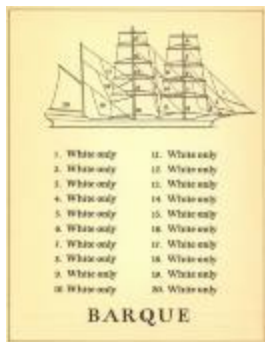 1. White only 11. White only
2. White only 12. White only
3. White only 13. White only
4. White only 14. White only
5. White only 15. White only
6. White only 16. White only
7. White only 17. White only
8. White only 18. White only
9. White only 19. White only
10. White only 20. White only
BARQUE